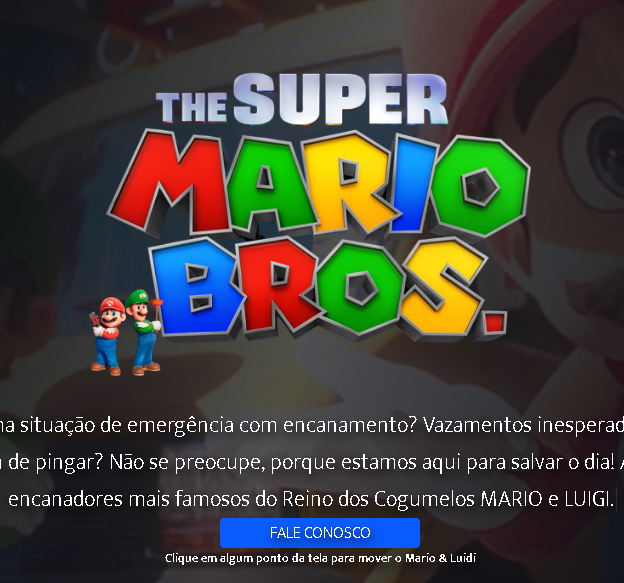 THE SUPER
MARIO
BROS.
situação de emergência com encanamento? Vazamentos
de pingar? Não se preocupe, porque estamos aqui para salvar o dia!
encanadores mais famosos do Reino dos Cogumelos MARIO e LUIGI.
FALE CONOSCO
Clique em algum ponto da tela para mover o Mario & Luidi